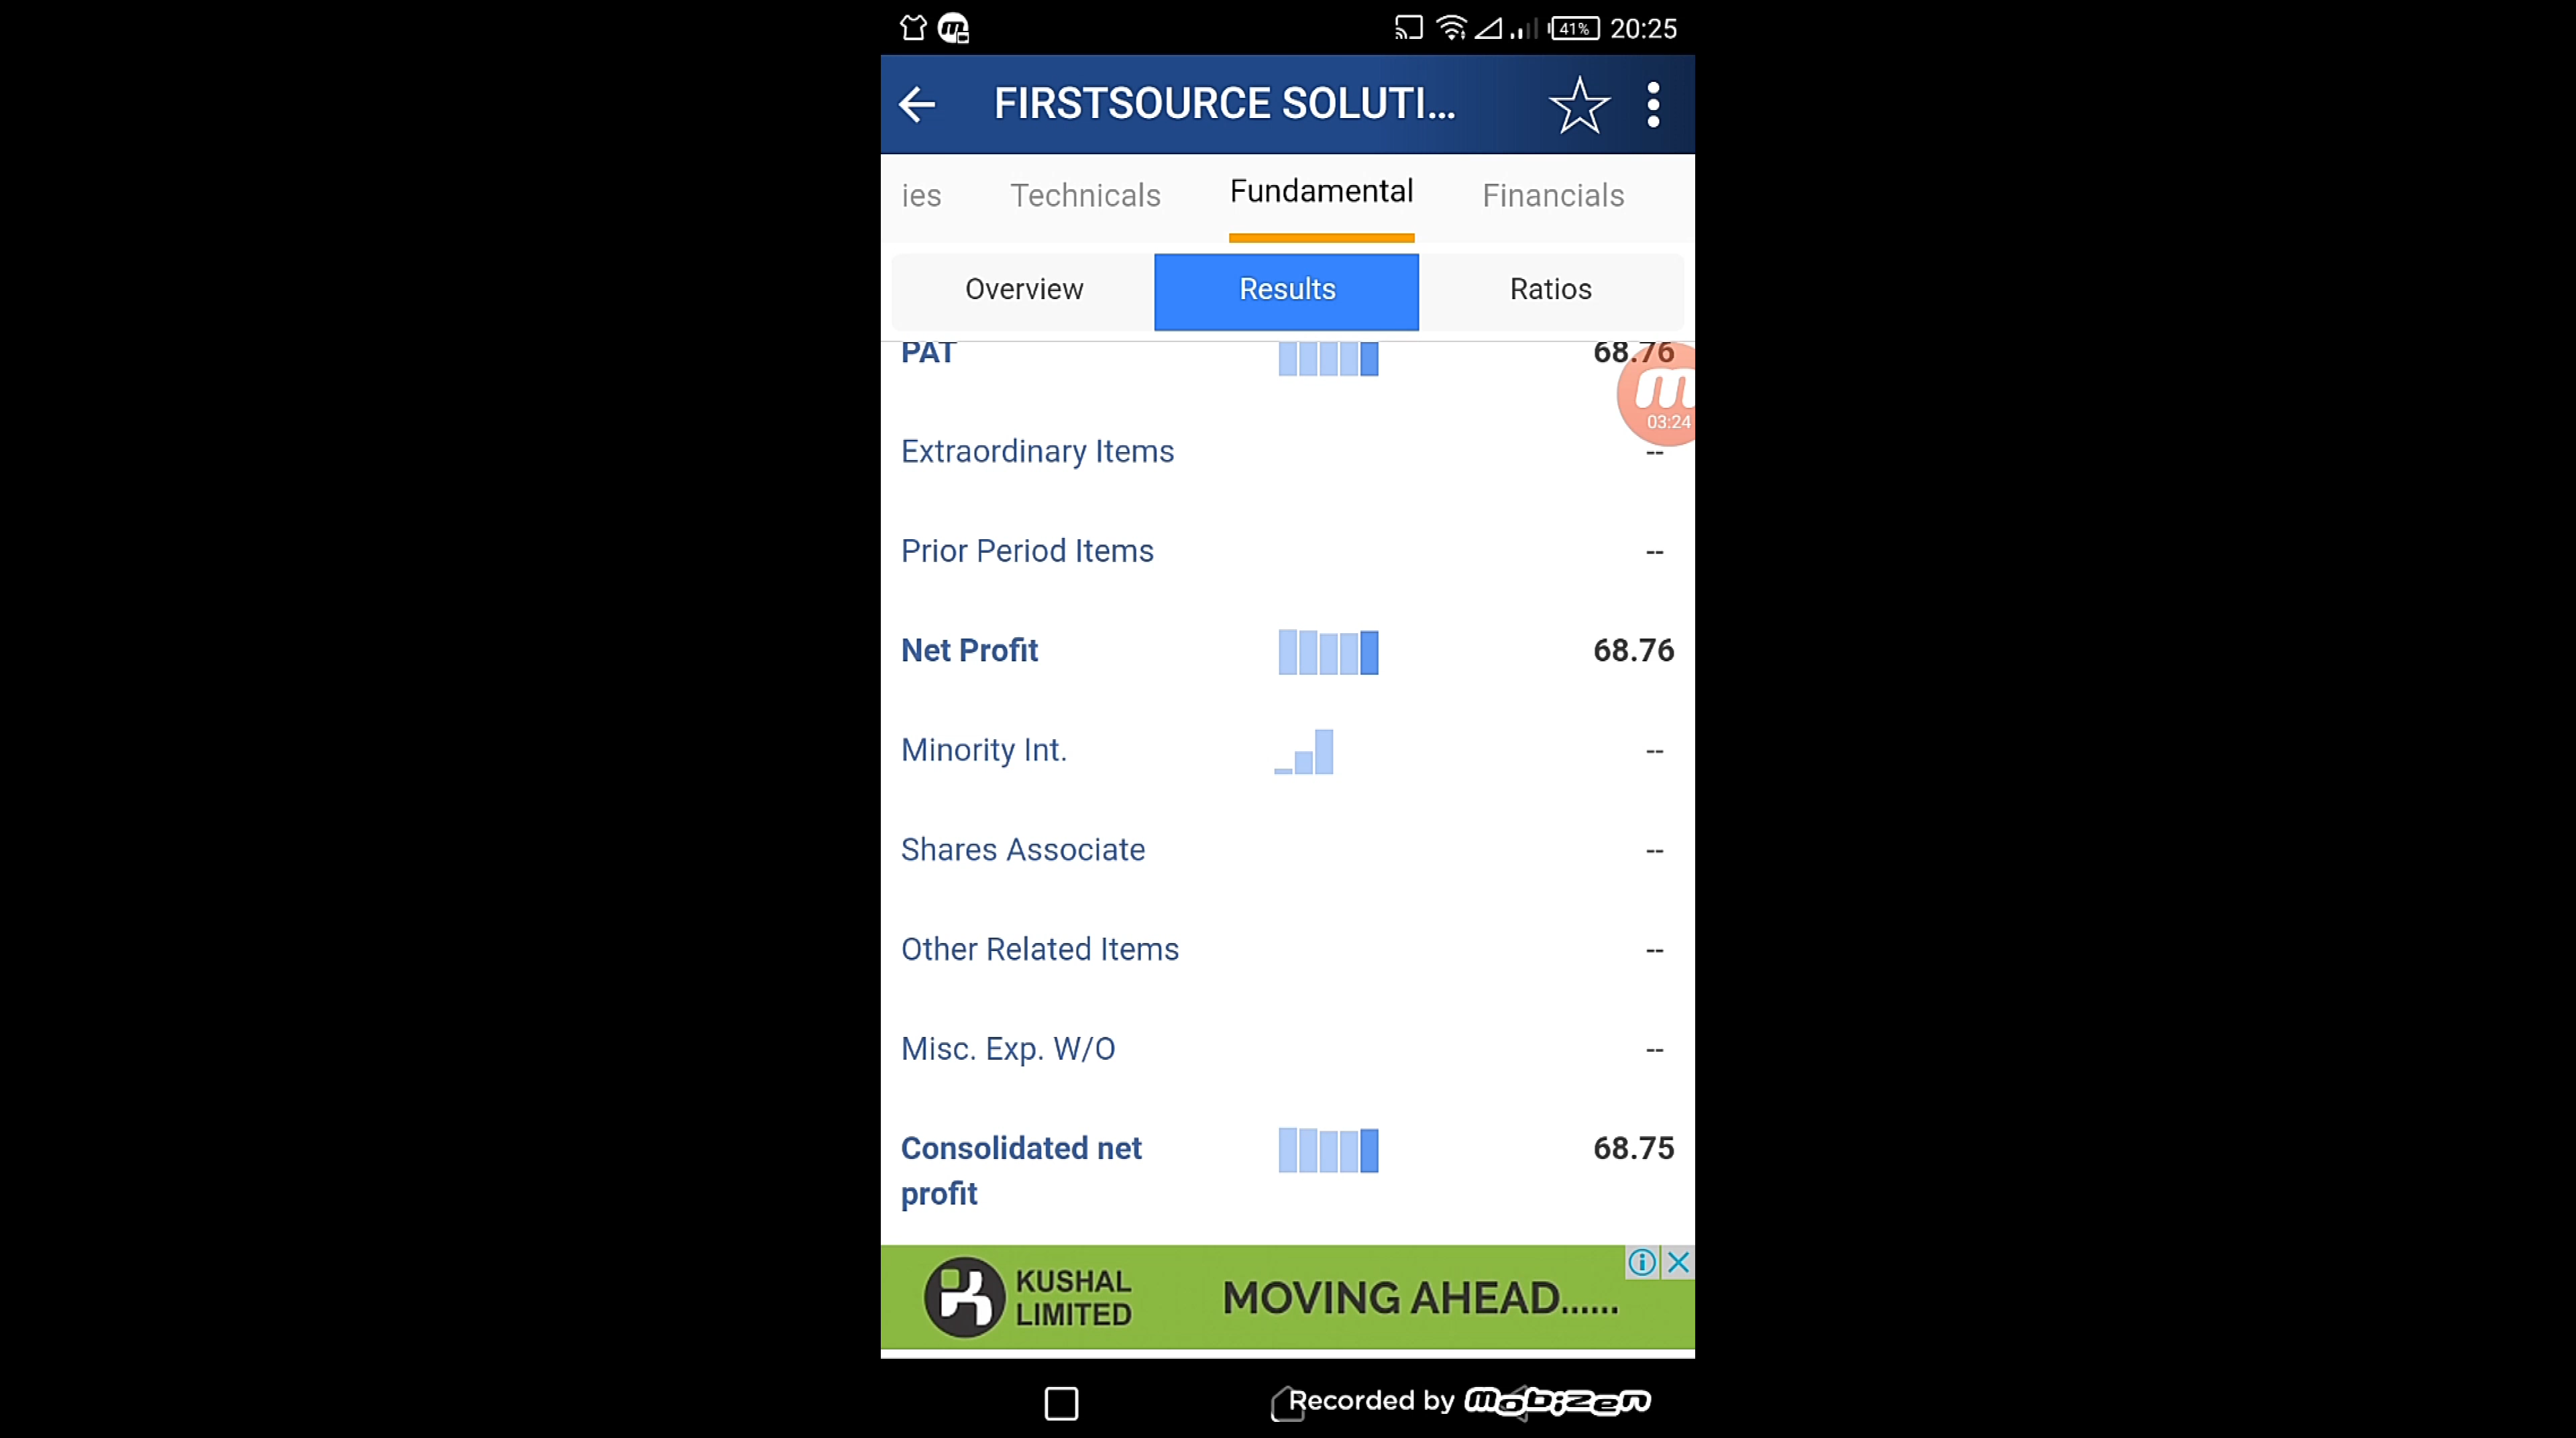 41% 20:25
FIRSTSOURCE SOLUTI...
ies Technicals Fundamental Financials
Overview Results Ratios
PAT 68.76
03:24
Extraordinary Items --
Prior Period Items --
Net Profit 68.76
Minority Int. --
Shares Associate --
Other Related Items --
Misc. Exp. W/O --
Consolidated net 68.75
profit
KUSHAL
LIMITED
MOVING AHEAD......
Recorded by mobizen